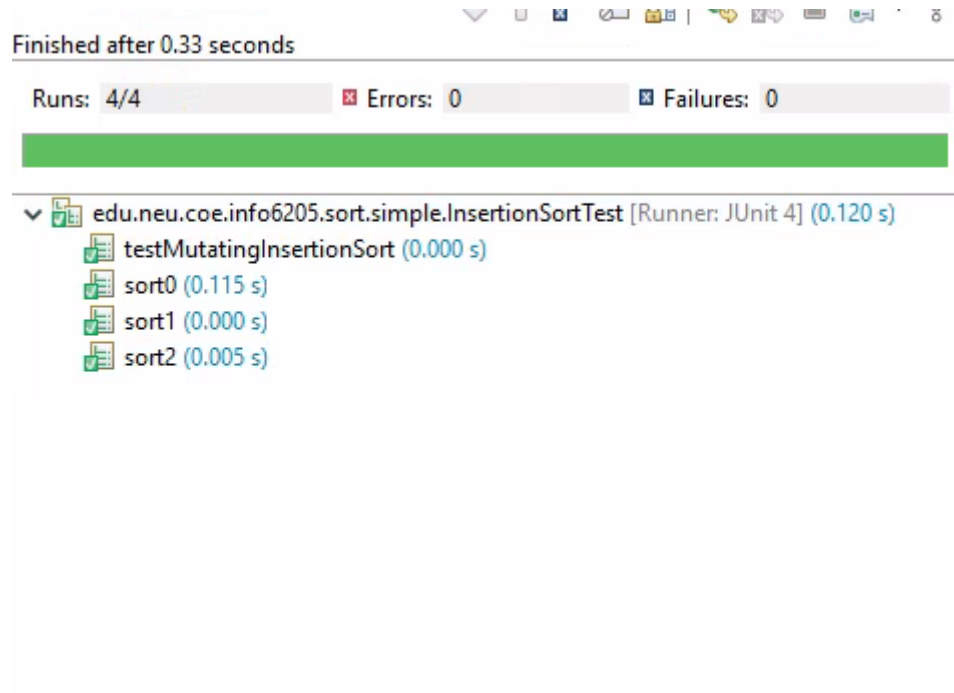 Finished after 0.33 seconds
Runs: 4/4 Errors: 0 Failures: 0
edu.neu.coe.info6205.sort.simple.InsertionSortTest [Runner: JUnit 4] (0.120 s)
testMutatingInsertionSort (0.000 s)
sort0 (0.115 s)
sort1 (0.000 s)
sort2 (0.005 s)